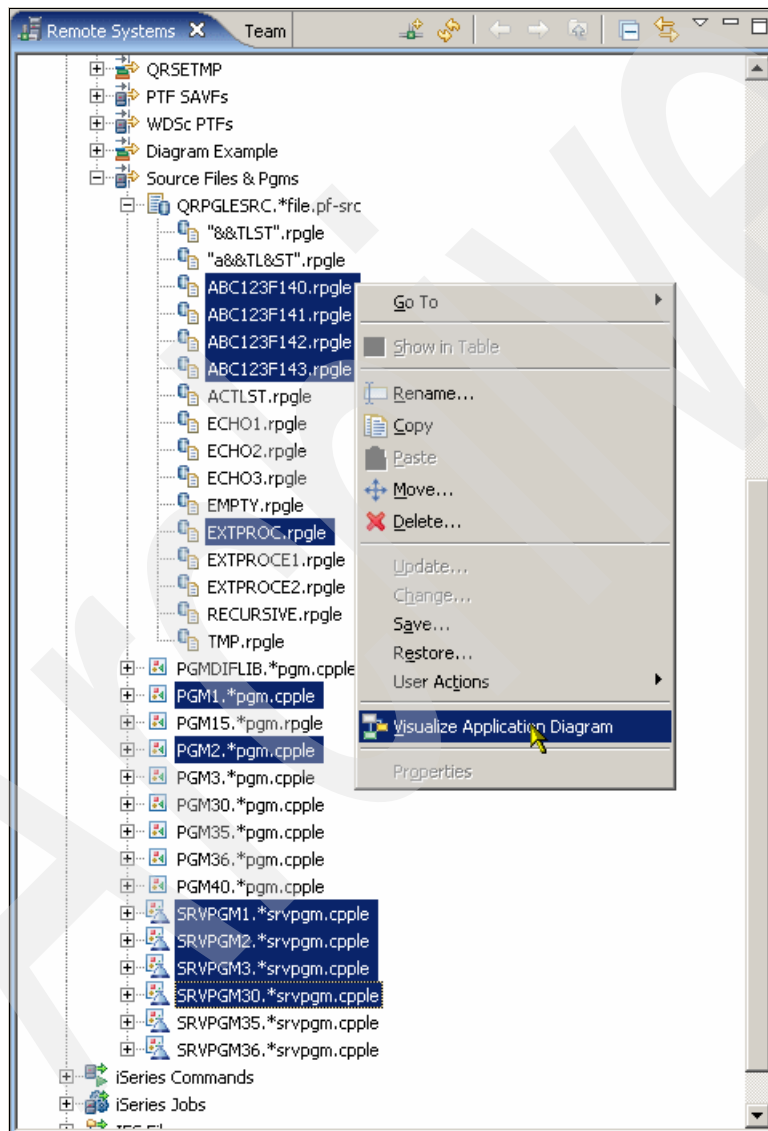 Remote Systems Team
QRSETMP
PTF SAVFs
WDSc PTFs
Diagram Example
Source Files & Pgms
QRPGLESRC.*file.pf-src
"&&TLST".rpgle
"a&&TL&ST".rpgle
ABC123F140.rpgle
ABC123F141.rpgle
ABC123F142.rpgle
ABC123F143.rpgle
ACTLST.rpgle
ECHO1.rpgle
ECHO2.rpgle
ECHO3.rpgle
EMPTY.rpgle
EXTPROC.rpgle
EXTPROCE1.rpgle
EXTPROCE2.rpgle
RECURSIVE.rpgle
TMP.rpgle
PGMDIFLIB.*pgm.cpple
PGM1.*pgm.cpple
PGM15.*pgm.rpgle
PGM2.*pgm.cpple
PGM3.*pgm.cpple
PGM30.*pgm.cpple
PGM35.*pgm.cpple
PGM36.*pgm.cpple
PGM40.*pgm.cpple
SRVPGM1.*srvpgm.cpple
SRVPGM2.*srvpgm.cpple
SRVPGM3.*srvpgm.cpple
SRVPGM30.*srvpgm.cpple
SRVPGM35.*srvpgm.cpple
SRVPGM36.*srvpgm.cpple
iSeries Commands
iSeries Jobs
Go To
Show in Table
Rename...
Copy
Paste
Move...
Delete...
Update...
Change...
Save...
Restore...
User Actions
Visualize Application Diagram
Properties